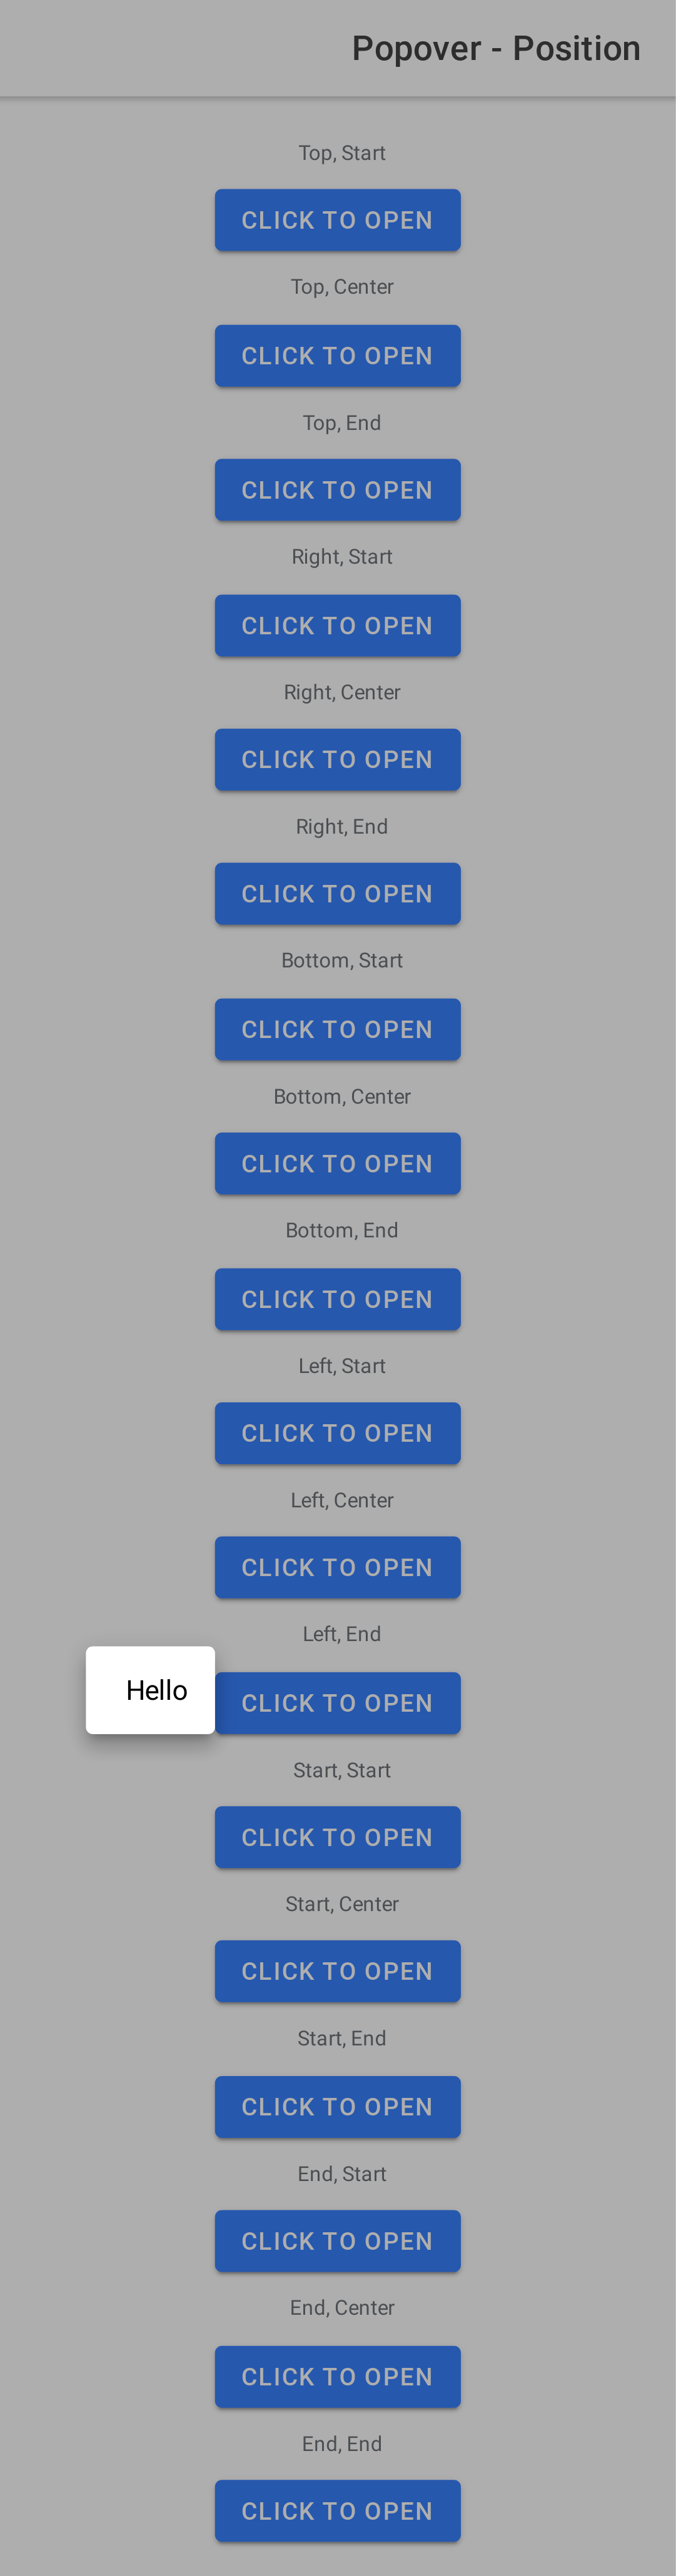 Popover - Position
Top, Start
CLICK TO OPEN
Top, Center
CLICK TO OPEN
Top, End
CLICK TO OPEN
Right, Start
CLICK TO OPEN
Right, Center
CLICK TO OPEN
Right, End
CLICK TO OPEN
Bottom, Start
CLICK TO OPEN
Bottom, Center
CLICK TO OPEN
Bottom, End
CLICK TO OPEN
Left, Start
CLICK TO OPEN
Left, Center
CLICK TO OPEN
Left, End
Hello
CLICK TO OPEN
Start, Start
CLICK TO OPEN
Start, Center
CLICK TO OPEN
Start, End
CLICK TO OPEN
End, Start
CLICK TO OPEN
End, Center
CLICK TO OPEN
End, End
CLICK TO OPEN